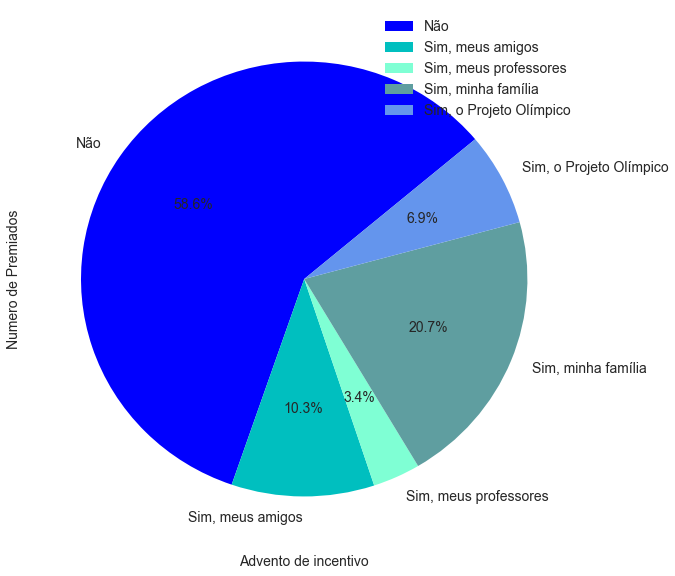 Não
Sim, meus amigos
Sim, meus professores
Sim, minha família
Sim, o Projeto Olímpico
Não
Sim, o Projeto Olímpico
58.6%
6.9%
Numero de Premiados
20.7%
Sim, minha família
3.4%
10.3%
Sim, meus professores
Sim, meus amigos
Advento de incentivo